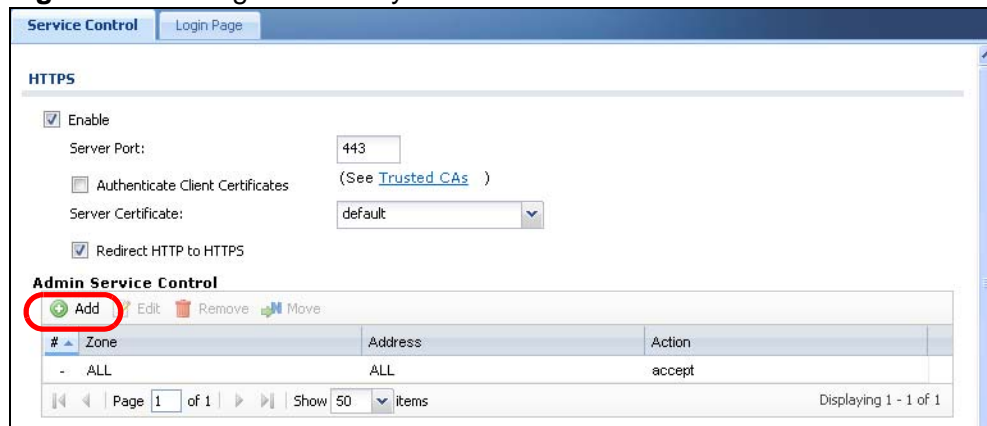 Service Control Login Page
HTTPS
Enable
Server Port: 443
Authenticate Client Certificates (See Trusted CAs )
Server Certificate: default
Redirect HTTP to HTTPS
Admin Service Control
Add Edit Remove Move
# Zone Address Action
- ALL ALL accept
Page 1 of 1 Show 50 items Displaying 1 - 1 of 1